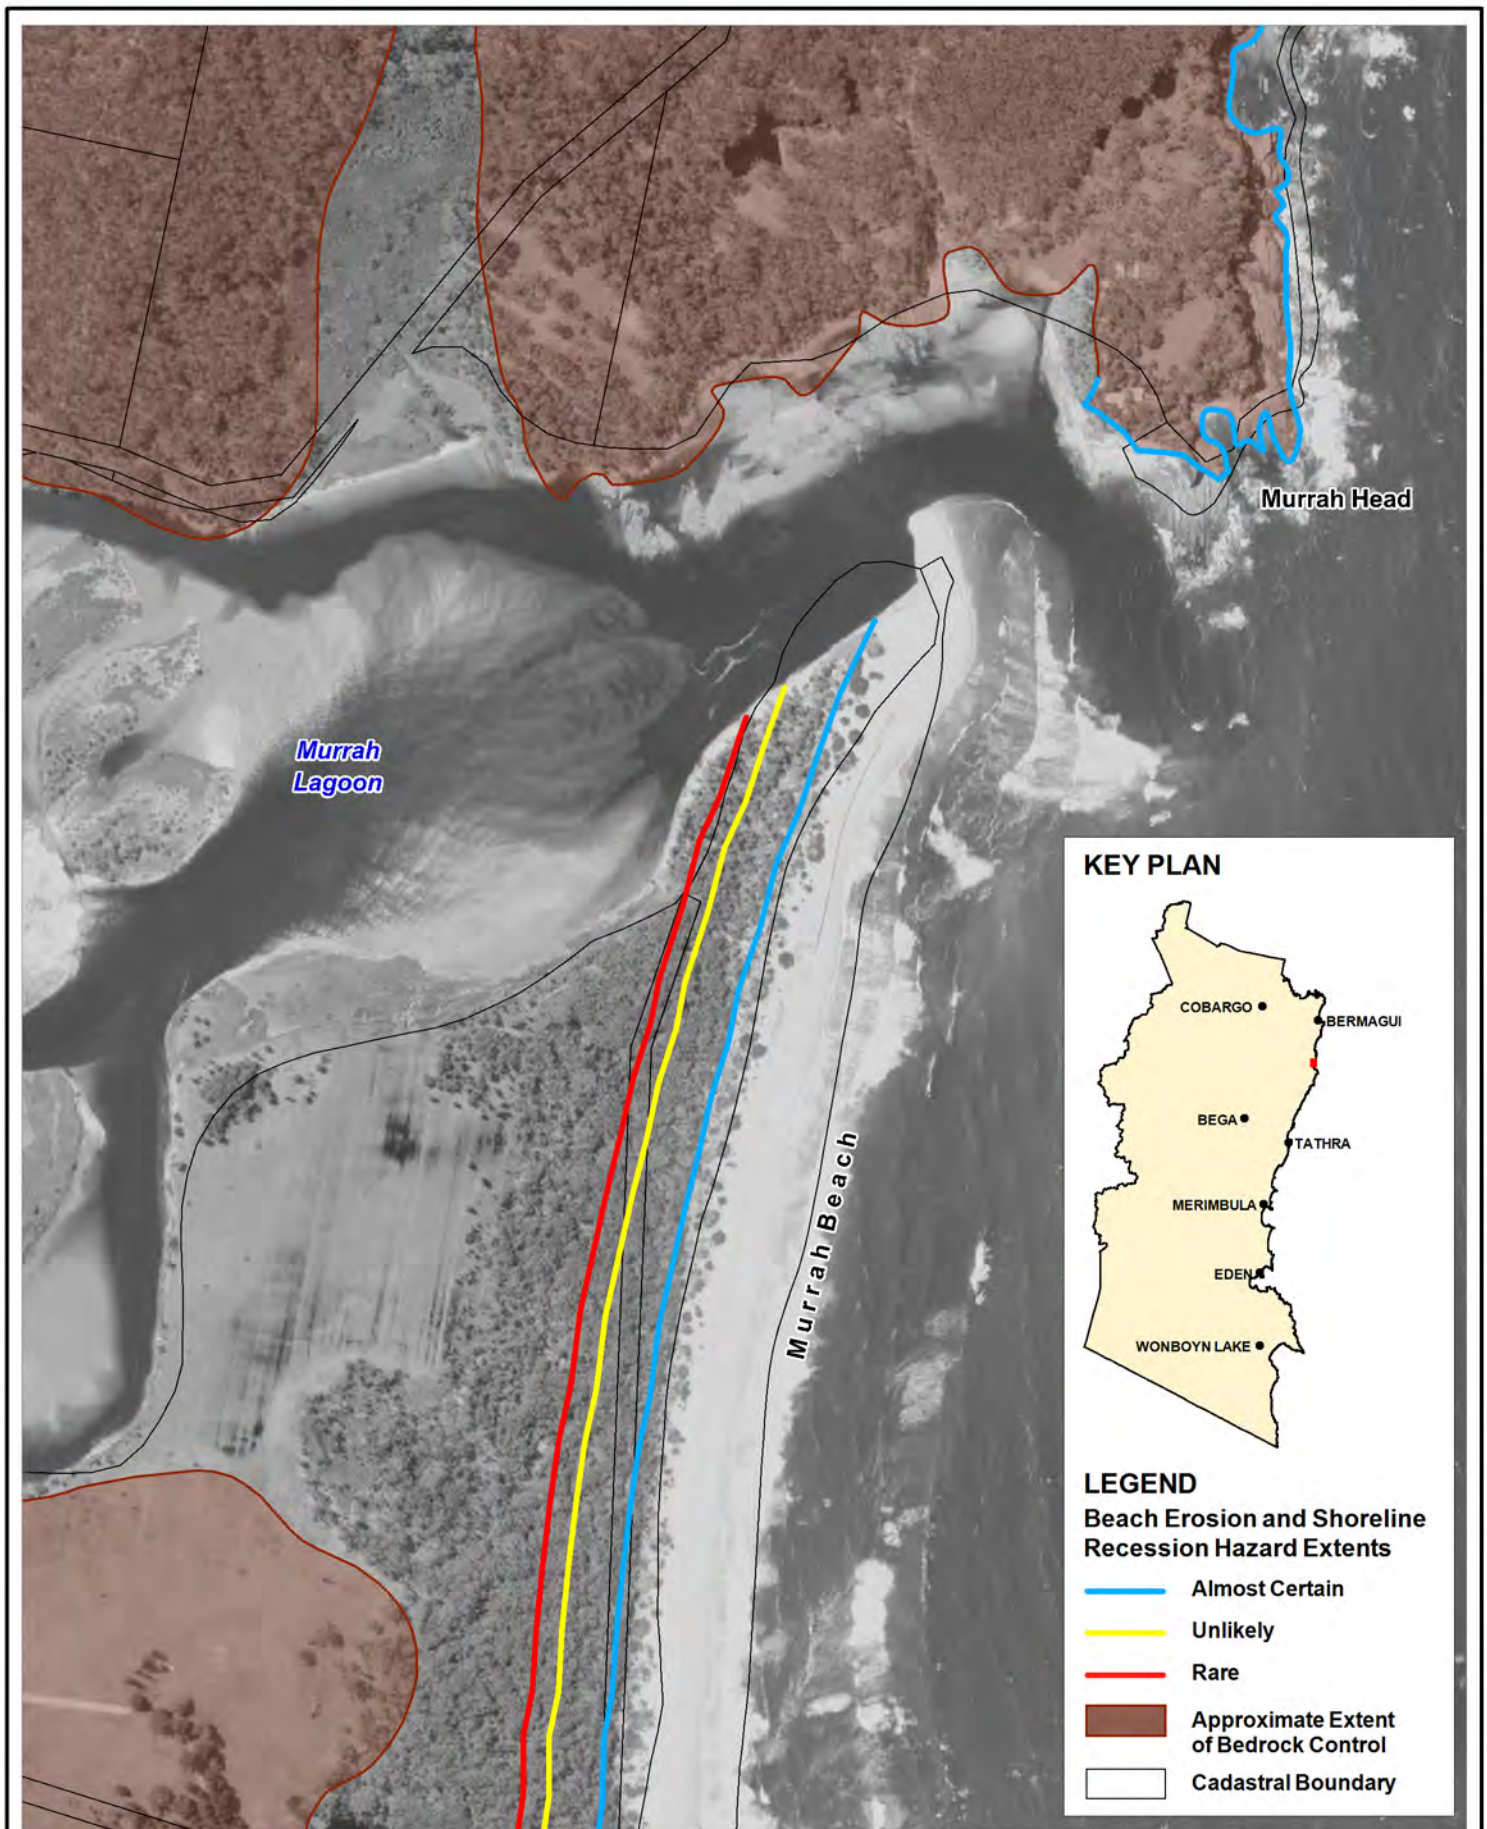 Murrah Head
Murrah
Lagoon
Murrah Beach
KEY PLAN
COBARGO
BERMAGUI
BEGA
TATHRA
MERIMBULA
EDEN
WONBOYN LAKE
LEGEND
Beach Erosion and Shoreline
Recession Hazard Extents
Almost Certain
Unlikely
Rare
Approximate Extent
of Bedrock Control
Cadastral Boundary